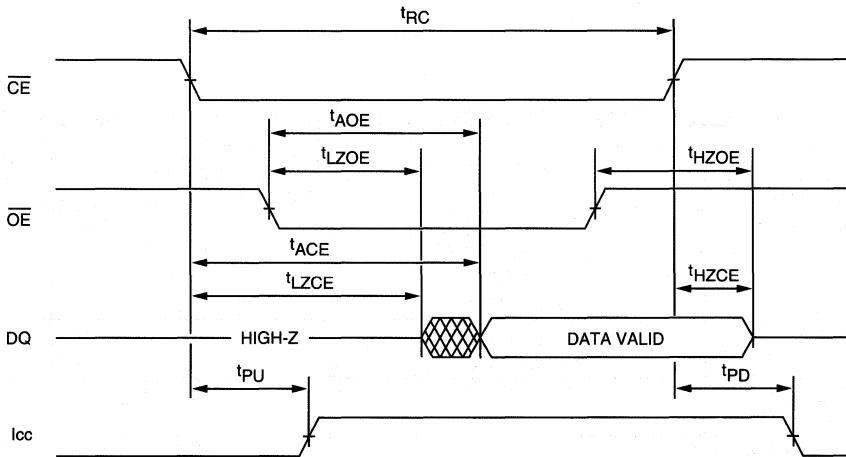 tRC
CE
tAOE
tLZOE
tHZOE
OE
tACE
tLZCE
tHZCE
DQ
HIGH-Z
DATA VALID
tPU
tPD
Icc